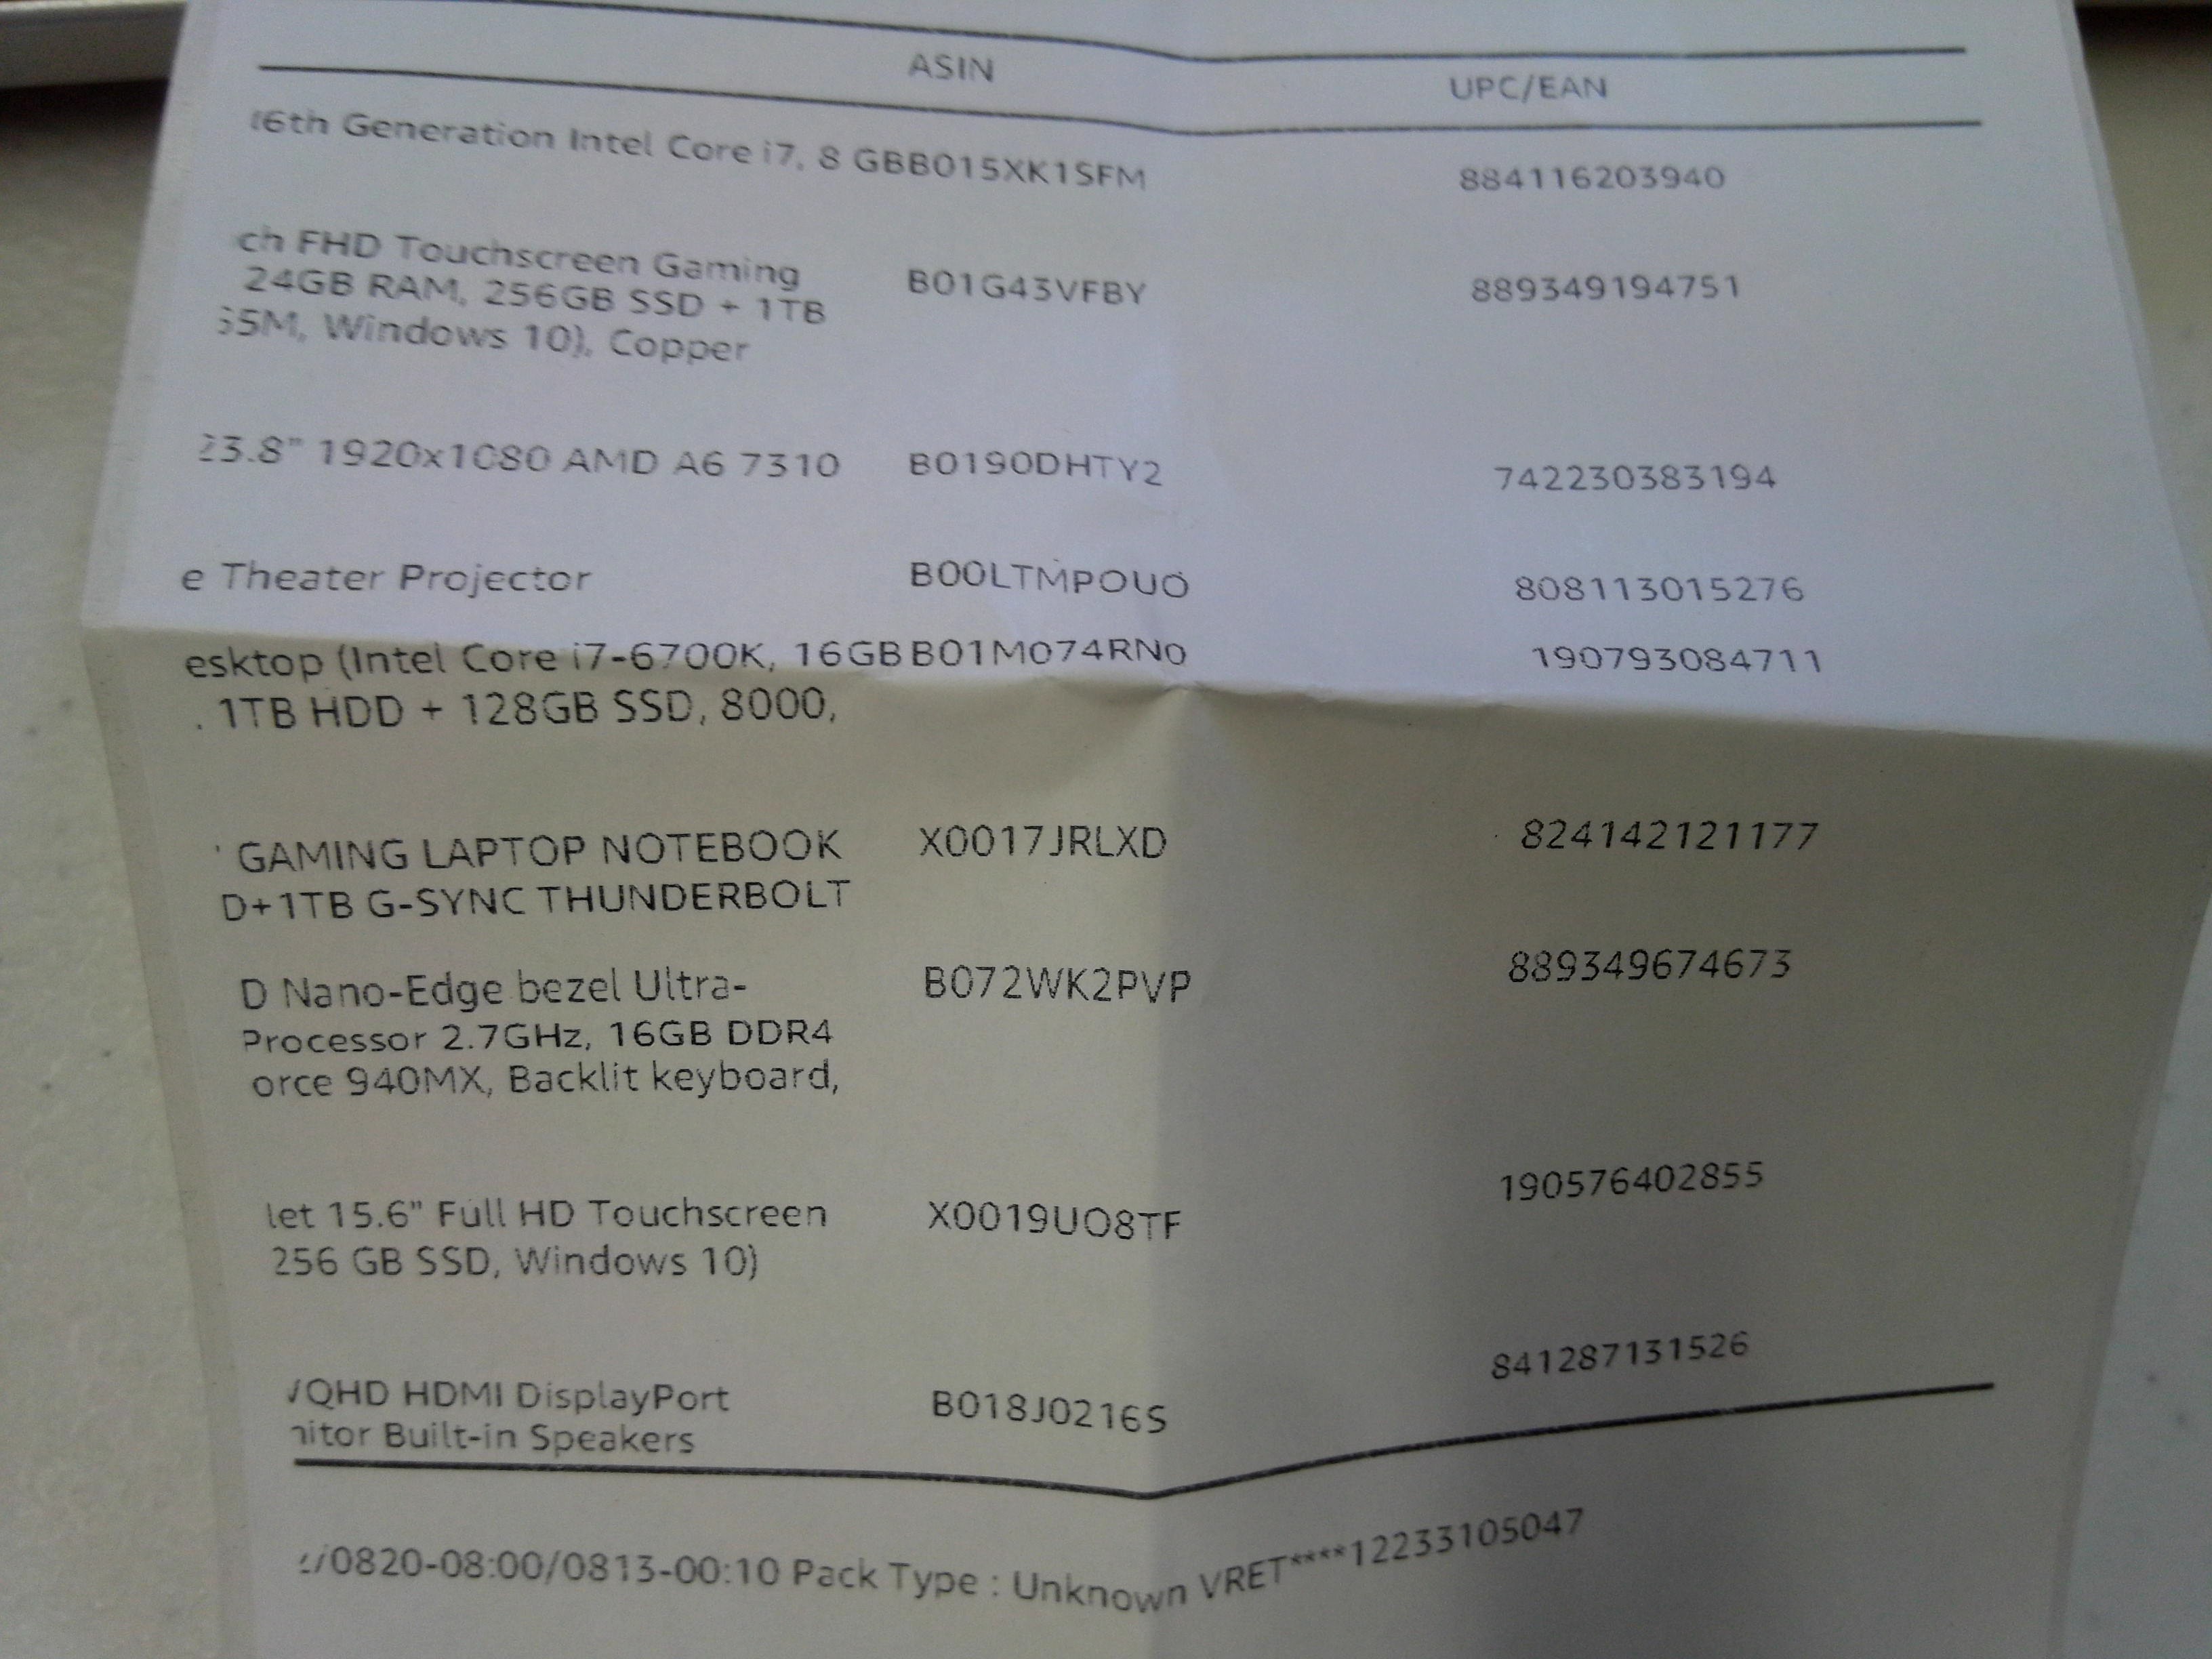 ASIN UPC/EAN
i6th Generation Intel Core i7, 8 GBB015XK1SFM 884116203940
ch FHD Touchscreen Gaming B01G43VFBY 889349194751
24GB RAM, 256GB SSD + 1TB
65M, Windows 10), Copper
23.8" 1920x1080 AMD A6 7310 B0190DHTY2 742230383194
e Theater Projector B00LTMPOUO 808113015276
esktop (Intel Core i7-6700K, 16GBB01M074RN0 190793084711
. 1TB HDD + 128GB SSD, 8000,
' GAMING LAPTOP NOTEBOOK X0017JRLXD 824142121177
D+1TB G-SYNC THUNDERBOLT
D Nano-Edge bezel Ultra- B072WK2PVP 889349674673
Processor 2.7GHz, 16GB DDR4
orce 940MX, Backlit keyboard,
let 15.6" Full HD Touchscreen X0019UO8TF 190576402855
256 GB SSD, Windows 10)
QHD HDMI DisplayPort B018J0216S 841287131526
nitor Built-in Speakers
/0820-08:00/0813-00:10 Pack Type : Unknown VRET****12233105047